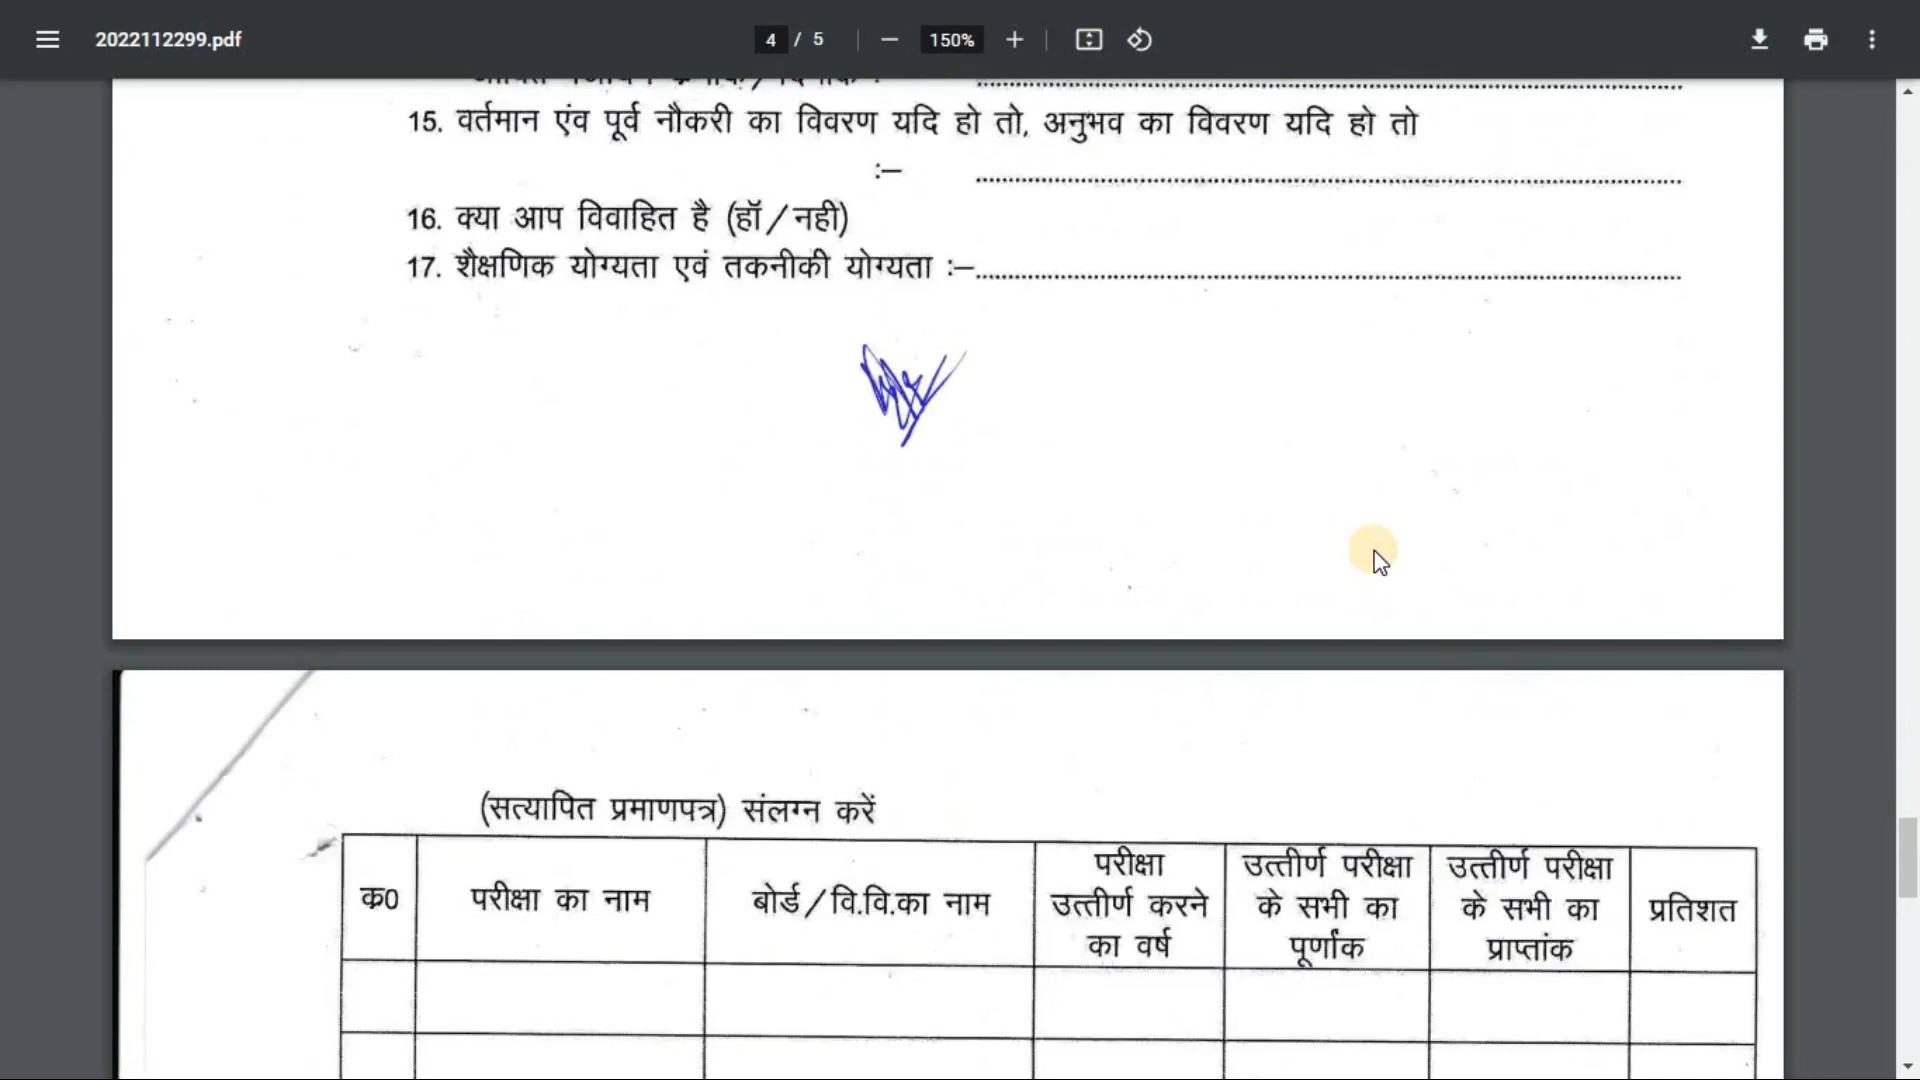 2022112299.pdf
4 / 5
150%
15. वर्तमान एंव पूर्व नौकरी का विवरण यदि हो तो, अनुभव का विवरण यदि हो तो
:–
16. क्या आप विवाहित है (हॉ/नही)
17. शैक्षणिक योग्यता एवं तकनीकी योग्यता :–
(सत्यापित प्रमाणपत्र) संलग्न करें
क0
परीक्षा का नाम
बोर्ड/वि.वि.का नाम
परीक्षा
उत्तीर्ण करने
का वर्ष
उत्तीर्ण परीक्षा
के सभी का
पूर्णांक
उत्तीर्ण परीक्षा
के सभी का
प्राप्तांक
प्रतिशत